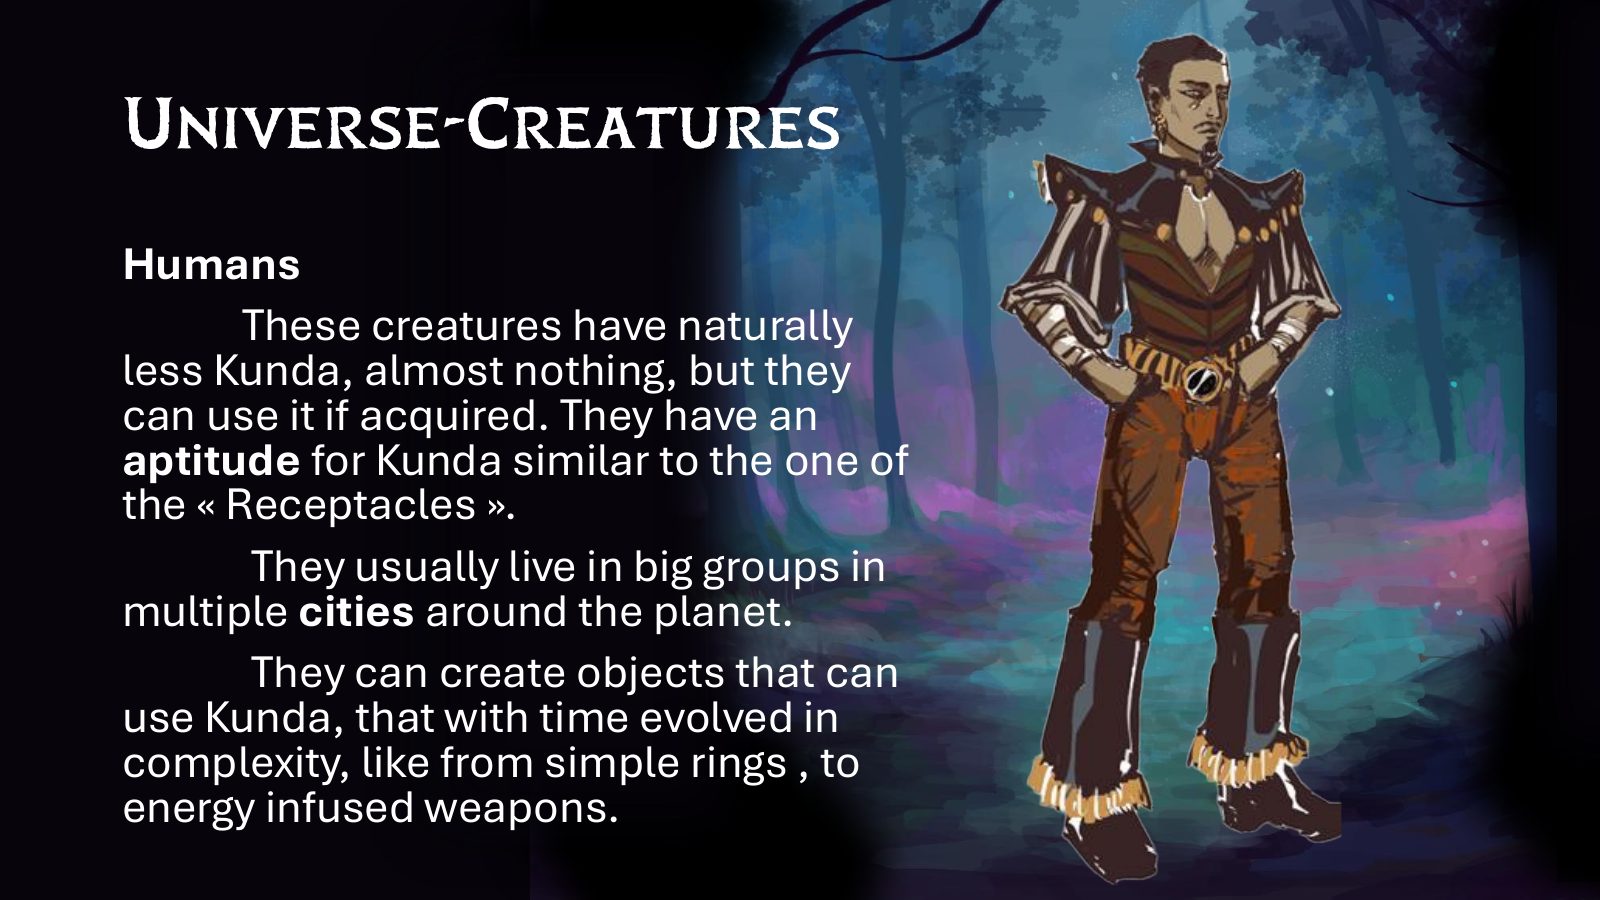 Universe-Creatures
Humans
These creatures have naturally
less Kunda, almost nothing, but they
can use it if acquired. They have an
aptitude for Kunda similar to the one of
the « Receptacles ».
They usually live in big groups in
multiple cities around the planet.
They can create objects that can
use Kunda, that with time evolved in
complexity, like from simple rings , to
energy infused weapons.